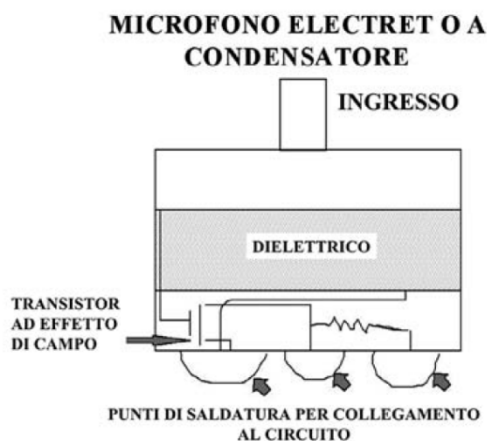 MICROFONO ELECTRET O A
CONDENSATORE
INGRESSO
DIELETTRICO
TRANSISTOR
AD EFFETTO
DI CAMPO
PUNTI DI SALDATURA PER COLLEGAMENTO
AL CIRCUITO